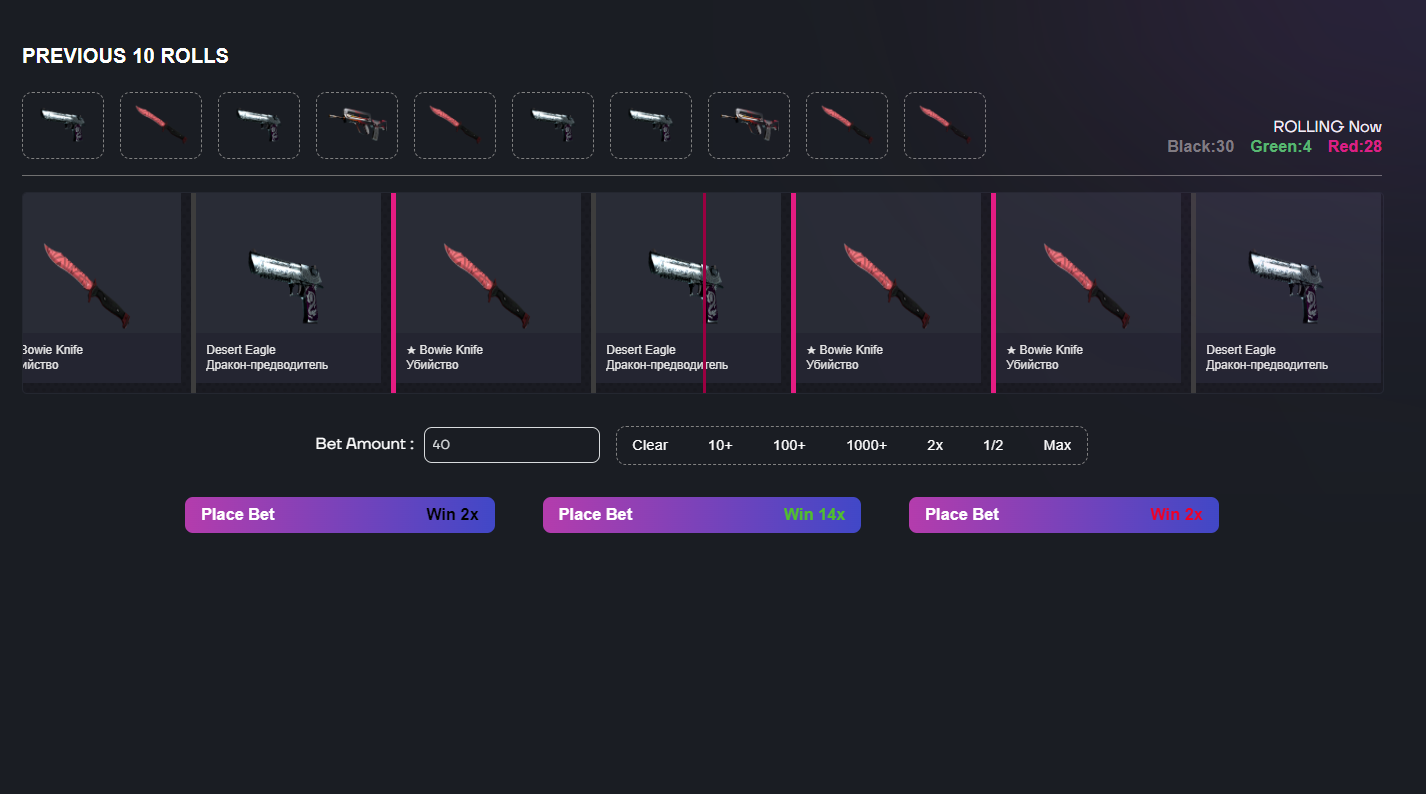 PREVIOUS 10 ROLLS
ROLLING Now
Black:30 Green:4 Red:28
Bowie Knife
Desert Eagle
Дракон-предводитель
★ Bowie Knife
Убийство
Desert Eagle
Дракон-предводитель
★ Bowie Knife
Убийство
★ Bowie Knife
Убийство
Desert Eagle
Дракон-предводитель
Bet Amount : 40 Clear 10+ 100+ 1000+ 2x 1/2 Max
Place Bet Win 2x Place Bet Win 14x Place Bet Win 2x